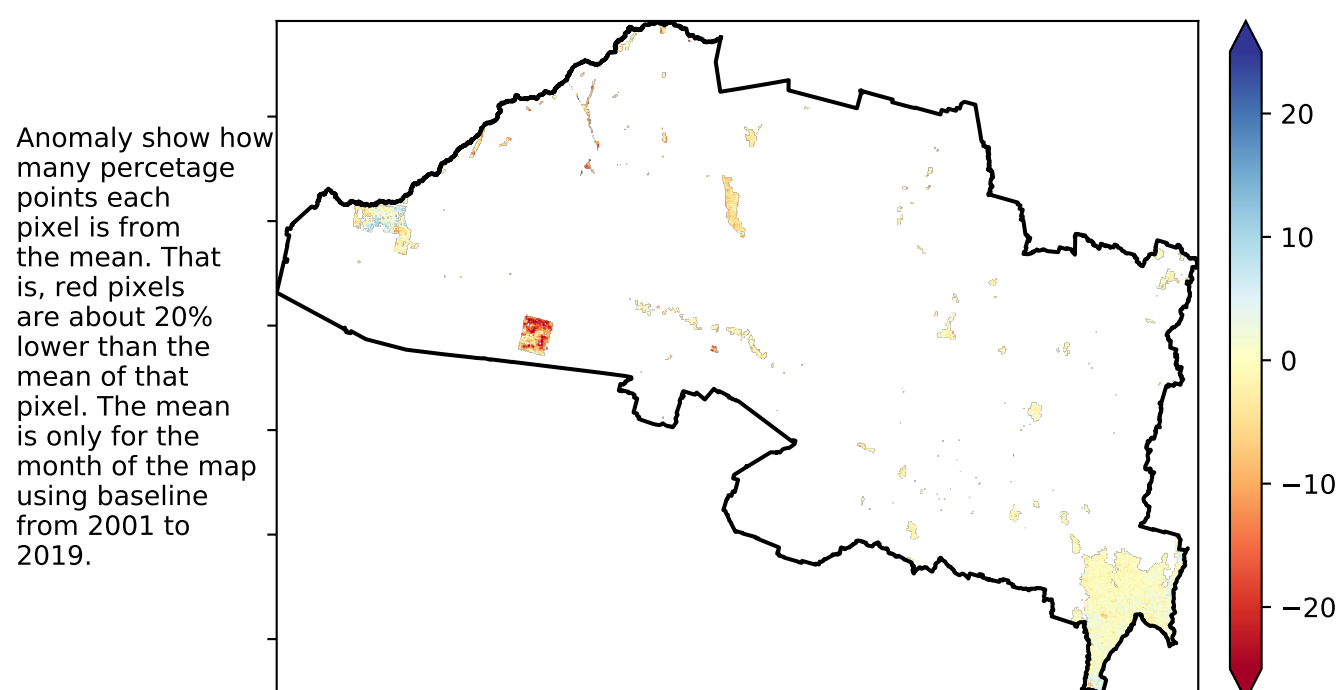 Anomaly show how
many percetage
points each
pixel is from
the mean. That
is, red pixels
are about 20%
lower than the
mean of that
pixel. The mean
is only for the
month of the map
using baseline
from 2001 to
2019.
20
10
0
−10
−20